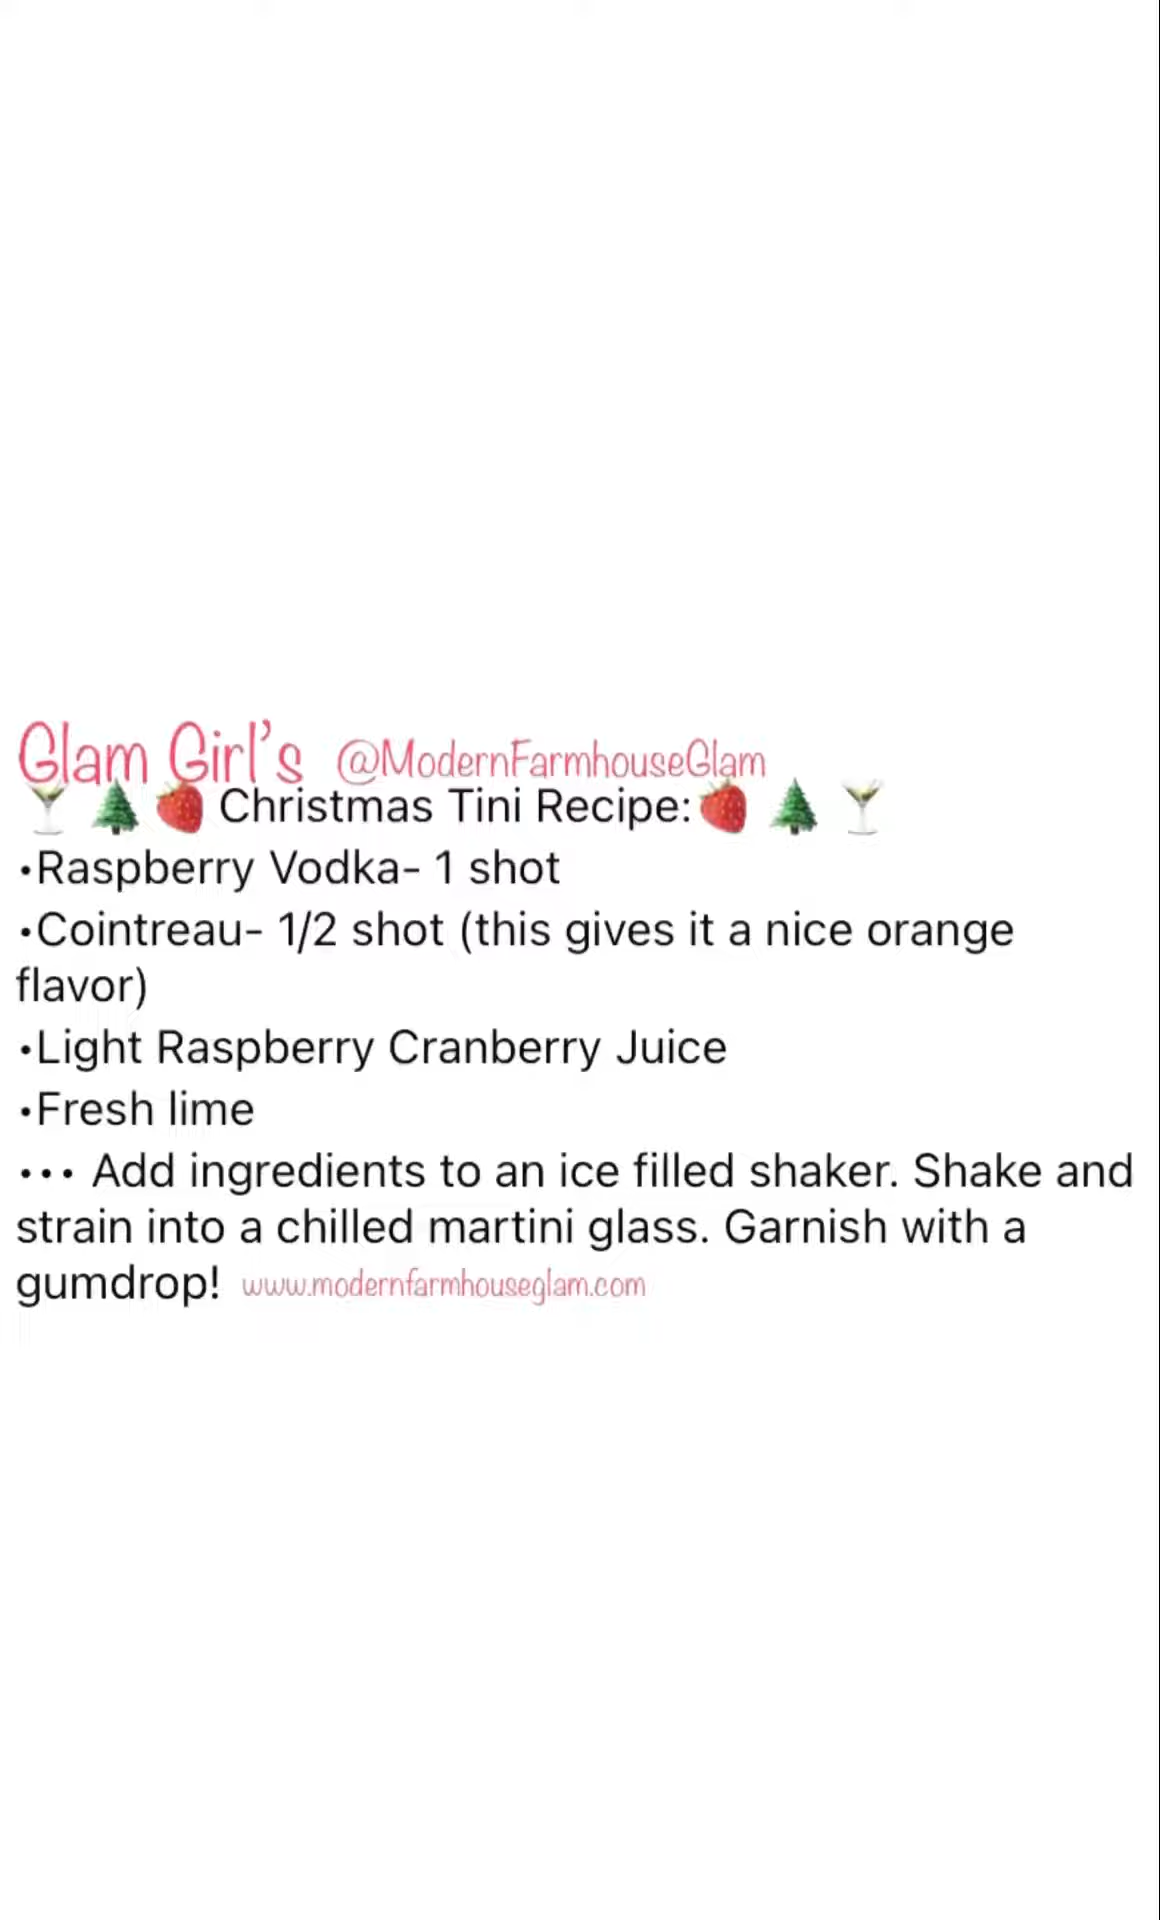 Glam Girl's @ModernFarmhouseGlam
🍸🎄🍓Christmas Tini Recipe:🍓🎄🍸
•Raspberry Vodka- 1 shot
•Cointreau- 1/2 shot (this gives it a nice orange
flavor)
•Light Raspberry Cranberry Juice
•Fresh lime
••• Add ingredients to an ice filled shaker. Shake and
strain into a chilled martini glass. Garnish with a
gumdrop! www.modernfarmhouseglam.com